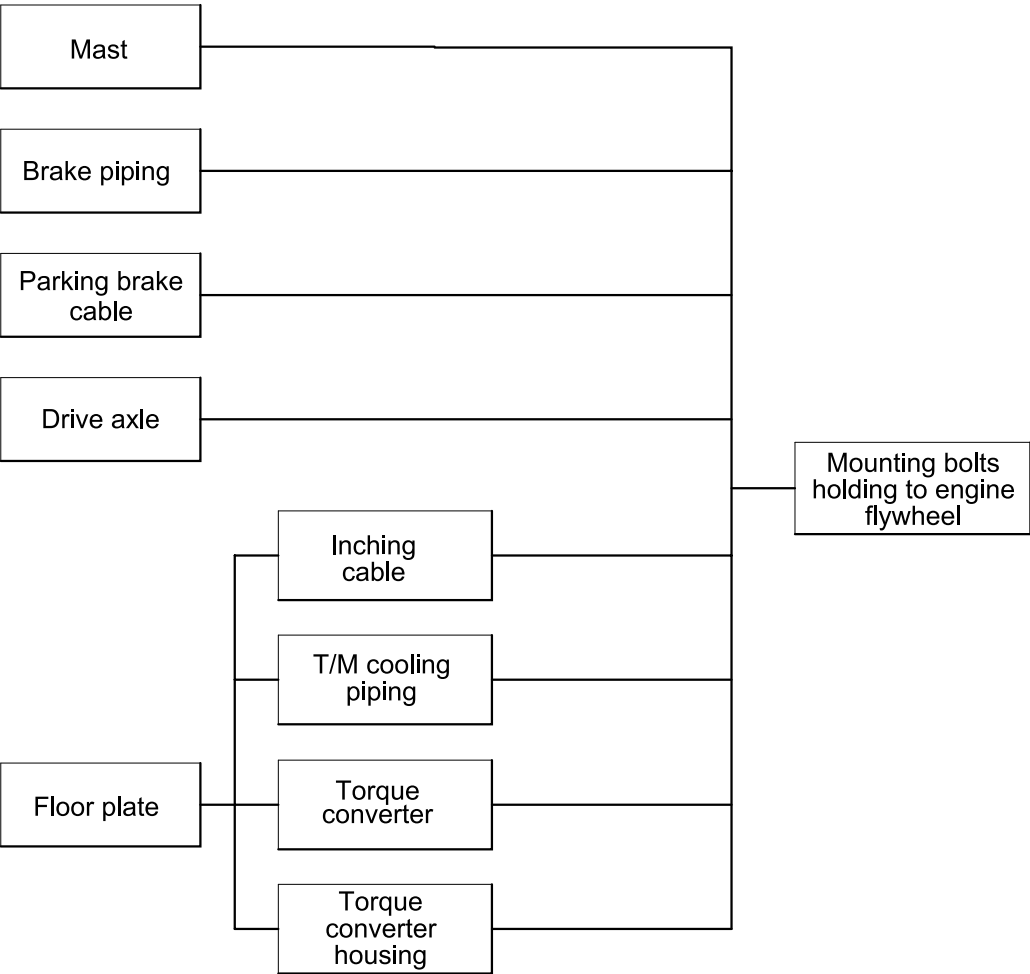 Mast
Brake piping
Parking brake
cable
Drive axle
Mounting bolts
holding to engine
flywheel
Inching
cable
T/M cooling
piping
Floor plate
Torque
converter
Torque
converter
housing